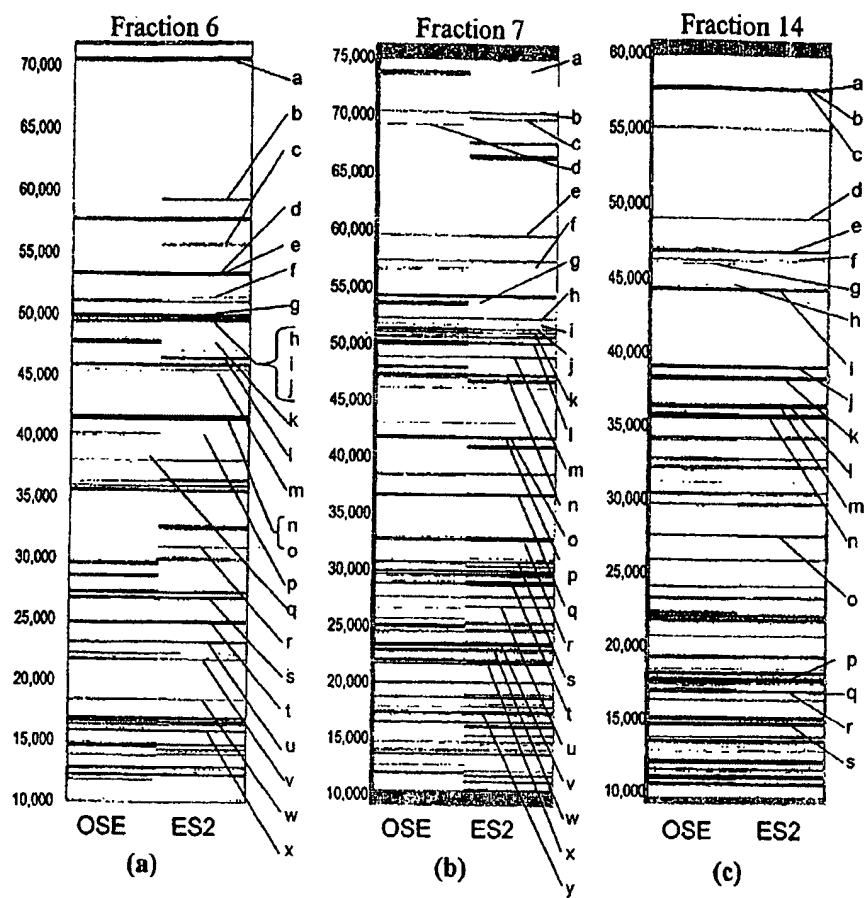 Fraction 6
70,000
65,000
60,000
55,000
50,000
45,000
40,000
35,000
30,000
25,000
20,000
15,000
10,000
a
b
c
d
e
f
g
h
i
j
k
l
m
n
o
p
q
r
s
t
u
v
w
x
OSE ES2
(a)
Fraction 7
75,000
70,000
65,000
60,000
55,000
50,000
45,000
40,000
35,000
30,000
25,000
20,000
15,000
10,000
a
b
c
d
e
f
g
h
i
j
k
l
m
n
o
p
q
r
s
t
u
v
w
x
y
OSE ES2
(b)
Fraction 14
60,000
55,000
50,000
45,000
40,000
35,000
30,000
25,000
20,000
15,000
10,000
a
b
c
d
e
f
g
h
i
j
k
l
m
n
o
p
q
r
s
OSE ES2
(c)